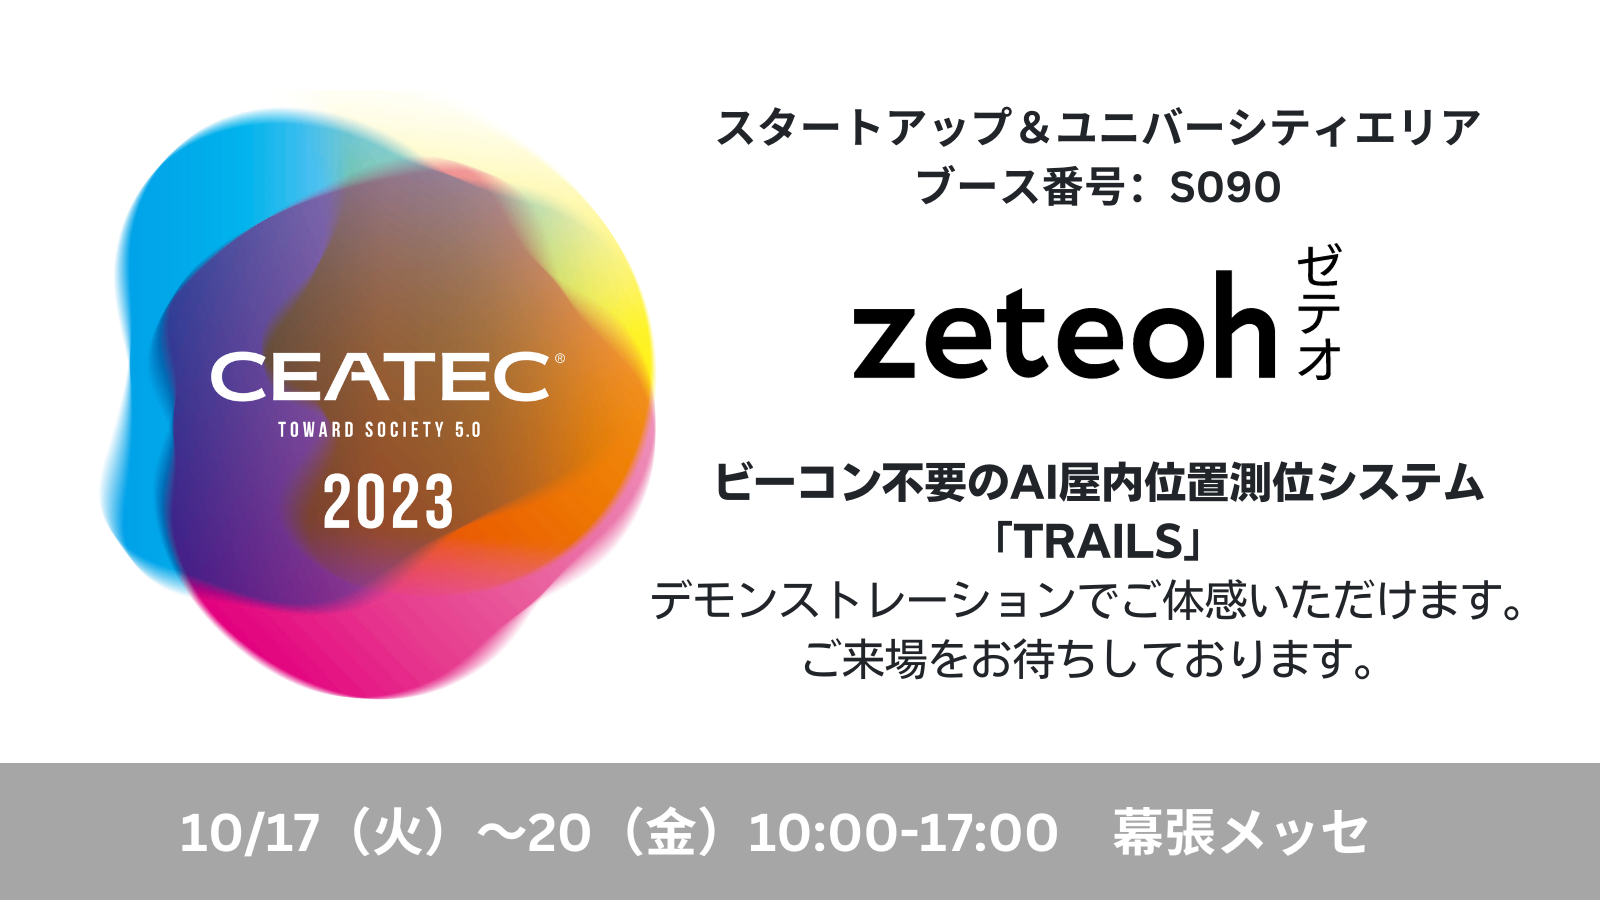 CEATEC®
TOWARD SOCIETY 5.0
2023
スタートアップ＆ユニバーシティエリア
ブース番号：S090
zeteoh ゼテオ
ビーコン不要のAI屋内位置測位システム
「TRAILS」
デモンストレーションでご体感いただけます。
ご来場をお待ちしております。
10/17（火）～20（金）10:00-17:00　幕張メッセ